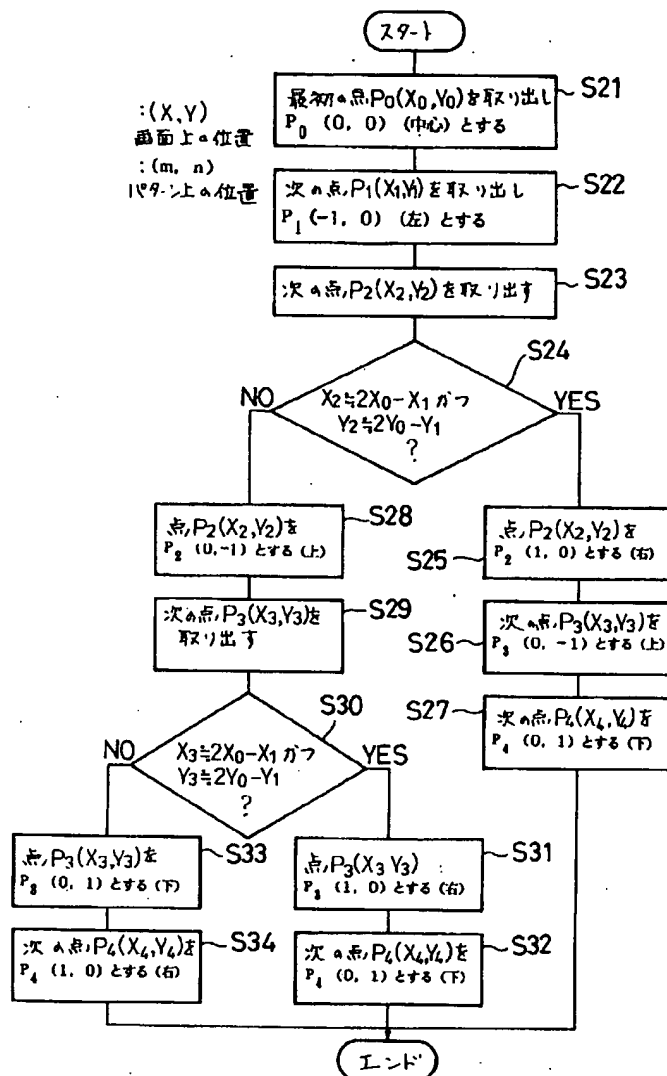 スタート
最初の点P0(X0,Y0)を取り出し
P0 (0, 0) (中心)とする
S21
:(X,Y)
画面上の位置
:(m, n)
パターン上の位置
次の点P1(X1,Y1)を取り出し
P1 (-1, 0) (左)とする
S22
次の点P2(X2,Y2)を取り出す
S23
S24
NO
X2≒2X0-X1 かつ
Y2≒2Y0-Y1
?
YES
点P2(X2,Y2)を
P2 (0,-1) とする(上)
S28
点P2(X2,Y2)を
P2 (1, 0) とする(右)
S25
次の点P3(X3,Y3)を
取り出す
S29
次の点P3(X3,Y3)を
P3 (0, -1) とする(上)
S26
次の点P4(X4,Y4)を
P4 (0, 1) とする(下)
S27
S30
NO
X3≒2X0-X1 かつ
Y3≒2Y0-Y1
?
YES
点P3(X3,Y3)を
P3 (0, 1) とする(下)
S33
点P3(X3 Y3)
P3 (1, 0) とする(右)
S31
次の点P4(X4,Y4)を
P4 (1, 0) とする(右)
S34
次の点P4(X4,Y4)を
P4 (0, 1) とする(下)
S32
エンド